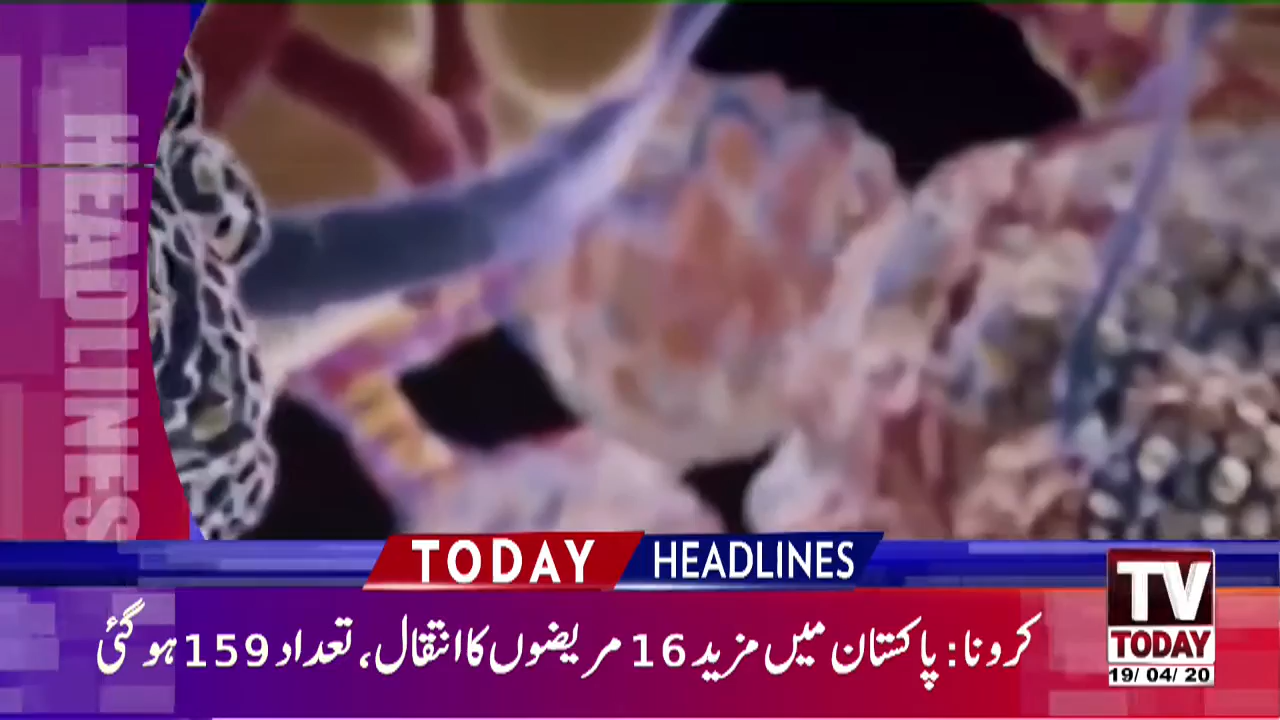 HEADLINES
TODAY HEADLINES
کرونا: پاکستان میں مزید 16 مریضوں کا انتقال، تعداد 159 ہو گئی
TV
TODAY
19/ 04/ 20